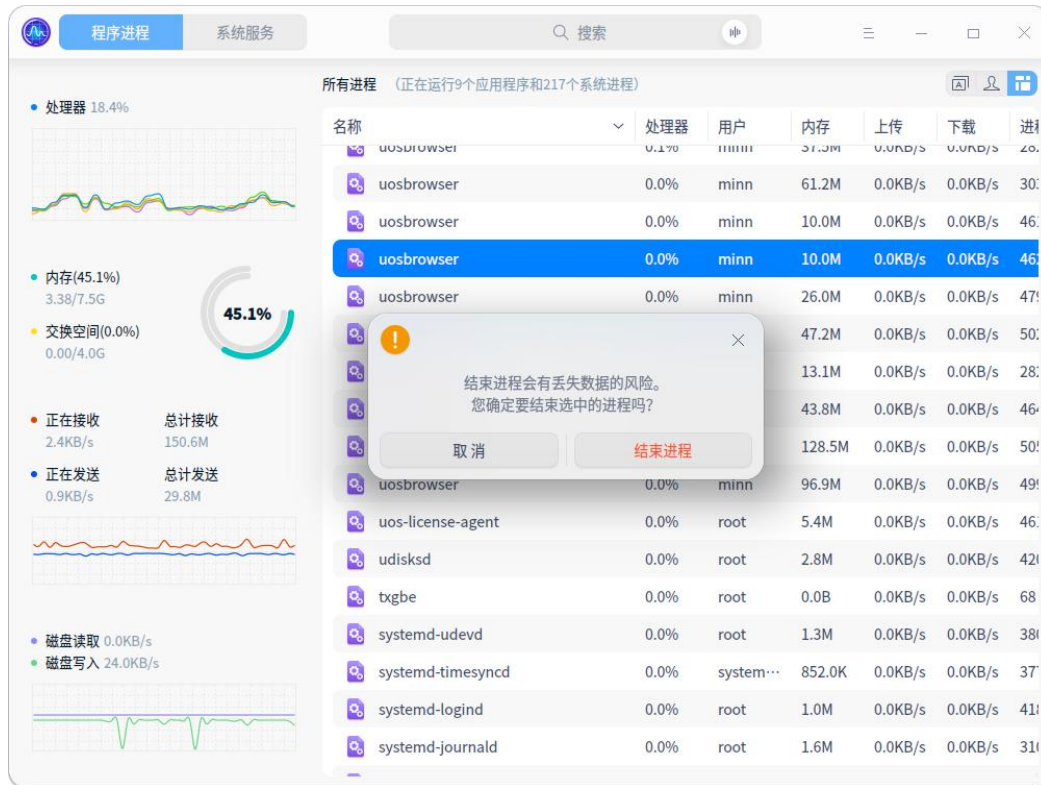 程序进程 系统服务 搜索
所有进程 （正在运行9个应用程序和217个系统进程）
处理器 18.4%
内存(45.1%)
3.38/7.5G
交换空间(0.0%)
0.00/4.0G
45.1%
正在接收 总计接收
2.4KB/s 150.6M
正在发送 总计发送
0.9KB/s 29.8M
磁盘读取 0.0KB/s
磁盘写入 24.0KB/s
名称 处理器 用户 内存 上传 下载
uosbrowser 0.1% minn 37.5M 0.0KB/s 0.0KB/s
uosbrowser 0.0% minn 61.2M 0.0KB/s 0.0KB/s
uosbrowser 0.0% minn 10.0M 0.0KB/s 0.0KB/s
uosbrowser 0.0% minn 10.0M 0.0KB/s 0.0KB/s
uosbrowser 0.0% minn 26.0M 0.0KB/s 0.0KB/s
47.2M 0.0KB/s 0.0KB/s
13.1M 0.0KB/s 0.0KB/s
43.8M 0.0KB/s 0.0KB/s
128.5M 0.0KB/s 0.0KB/s
uosbrowser 0.0% minn 96.9M 0.0KB/s 0.0KB/s
uos-license-agent 0.0% root 5.4M 0.0KB/s 0.0KB/s
udisksd 0.0% root 2.8M 0.0KB/s 0.0KB/s
txgbe 0.0% root 0.0B 0.0KB/s 0.0KB/s 68
systemd-udevd 0.0% root 1.3M 0.0KB/s 0.0KB/s
systemd-timesyncd 0.0% system··· 852.0K 0.0KB/s 0.0KB/s
systemd-logind 0.0% root 1.0M 0.0KB/s 0.0KB/s
systemd-journald 0.0% root 1.6M 0.0KB/s 0.0KB/s
结束进程会有丢失数据的风险。
您确定要结束选中的进程吗?
取消 结束进程